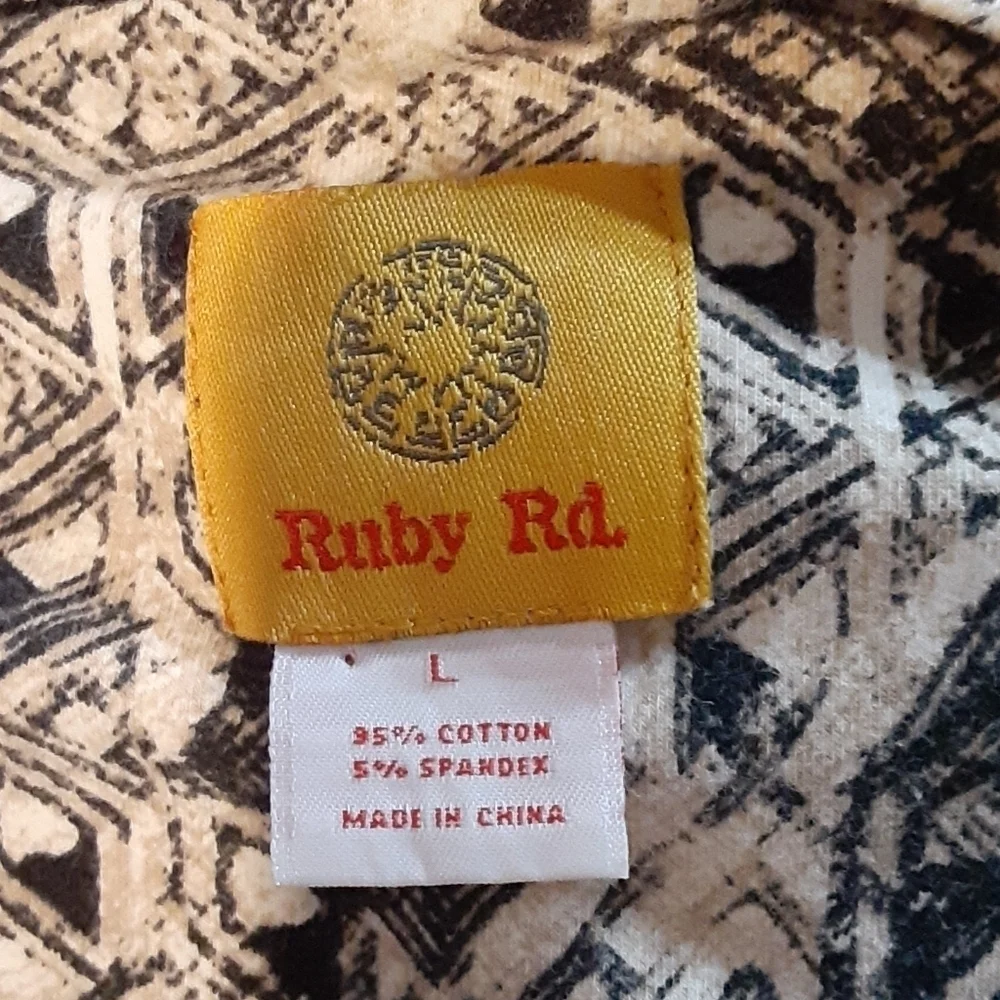 Ruby Rd.
L
95% COTTON
5% SPANDEX
MADE IN CHINA